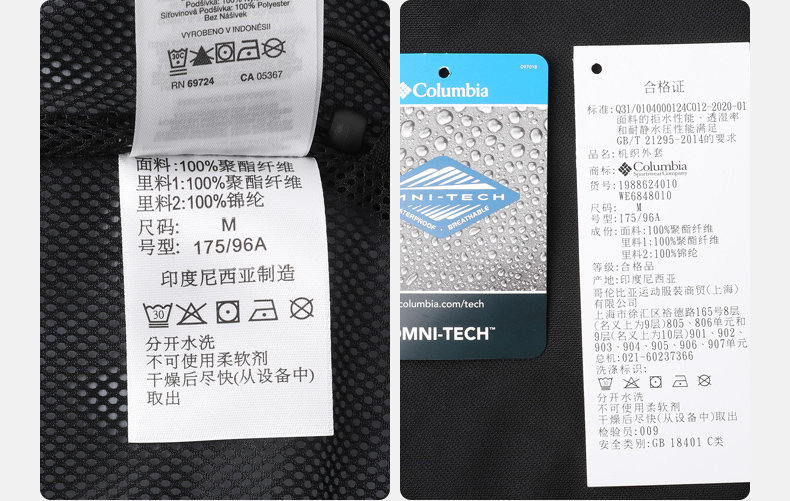 Podšívka: 100%
Síťovinová Podšívka: 100% Polyester
Bez Nášivek
VYROBENO V INDONÉSII
30C
RN 69724 CA 05367
面料:100%聚酯纤维
里料1:100%聚酯纤维
里料2:100%锦纶
尺码: M
号型: 175/96A
印度尼西亚制造
30
分开水洗
不可使用柔软剂
干燥后尽快(从设备中)
取出
097018
Columbia
OMNI-TECH
WATERPROOF · BREATHABLE
columbia.com/tech
OMNI-TECH™
合格证
标准:Q31/0104000124C012-2020-01
面料的拒水性能、透湿率
和耐静水压性能满足
GB/T 21295-2014的要求
品名:机织外套
商标:Columbia
Sportswear Company
货号:1988624010
WE6848010
尺码: M
号型:175/96A
成份:面料:100%聚酯纤维
里料1:100%聚酯纤维
里料2:100%锦纶
等级:合格品
产地:印度尼西亚
哥伦比亚运动服装商贸(上海)
有限公司
上海市徐汇区裕德路165号8层
(名义上为9层)805、806单元和
9层(名义上为10层)901、902、
903、904、905、906、907单元
总机:021-60237366
洗涤标识:
分开水洗
不可使用柔软剂
干燥后尽快(从设备中)取出
检验员:009
安全类别:GB 18401 C类